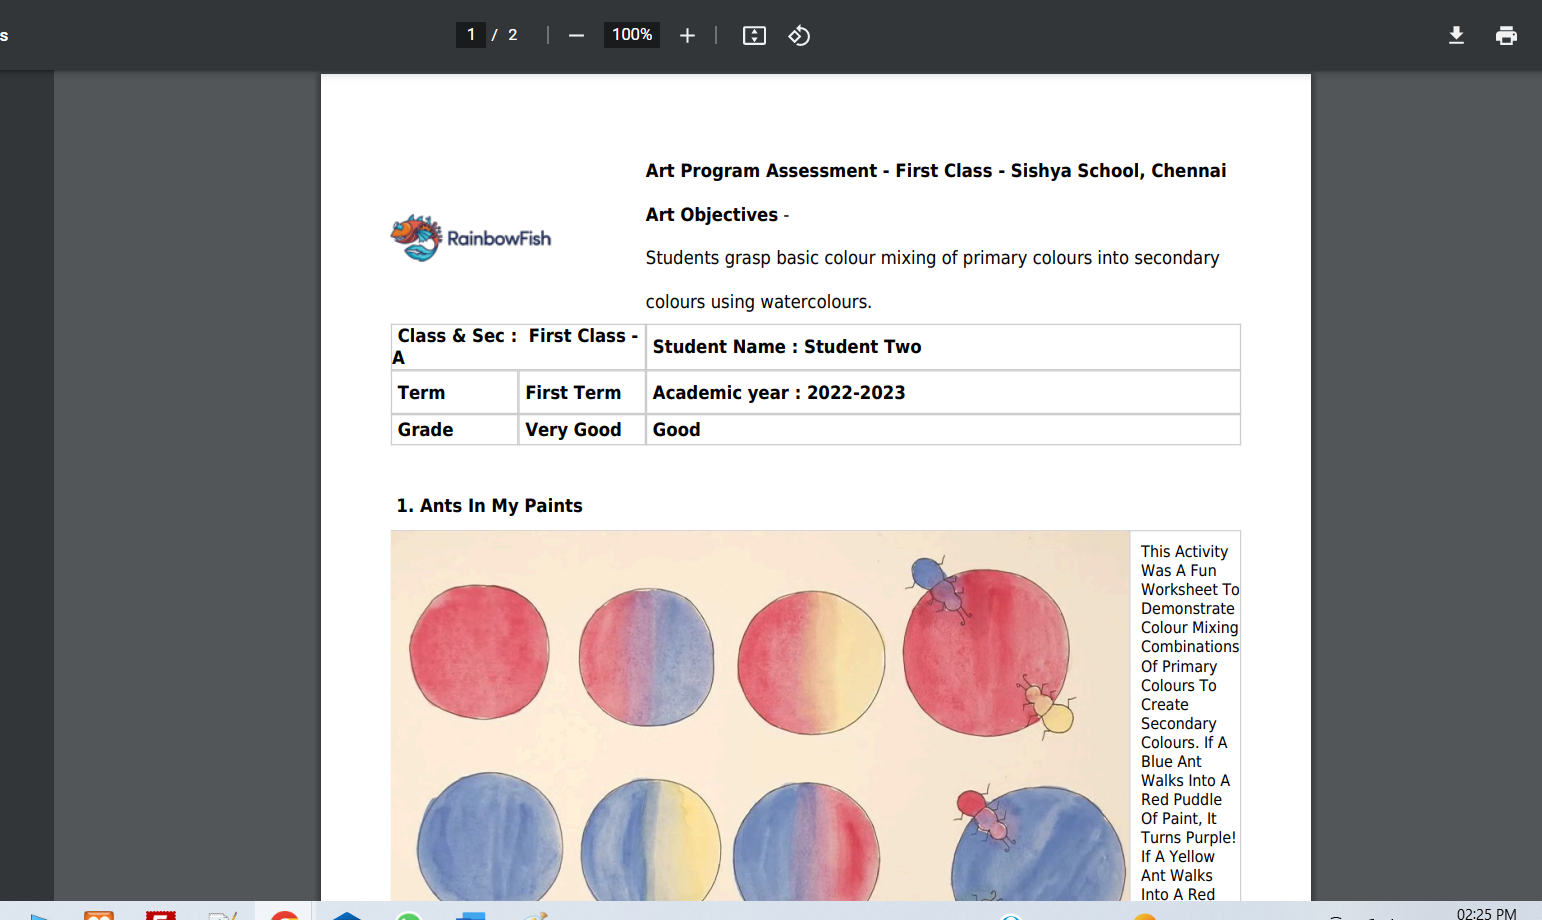 s
1 / 2
100%
Art Program Assessment - First Class - Sishya School, Chennai
Art Objectives -
RainbowFish
Students grasp basic colour mixing of primary colours into secondary
colours using watercolours.
Class & Sec : First Class -
A
Student Name : Student Two
Term
First Term
Academic year : 2022-2023
Grade
Very Good
Good
1. Ants In My Paints
This Activity
Was A Fun
Worksheet To
Demonstrate
Colour Mixing
Combinations
Of Primary
Colours To
Create
Secondary
Colours. If A
Blue Ant
Walks Into A
Red Puddle
Of Paint, It
Turns Purple!
If A Yellow
Ant Walks
Into A Red
02:25 PM